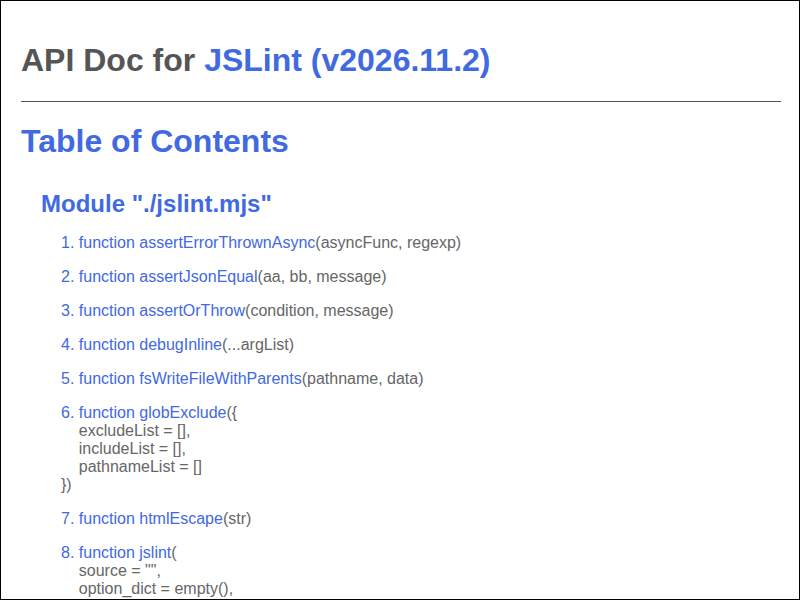 API Doc for JSLint (v2026.11.2)
Table of Contents
Module "./jslint.mjs"
1. function assertErrorThrownAsync(asyncFunc, regexp)
2. function assertJsonEqual(aa, bb, message)
3. function assertOrThrow(condition, message)
4. function debugInline(...argList)
5. function fsWriteFileWithParents(pathname, data)
6. function globExclude({
    excludeList = [],
    includeList = [],
    pathnameList = []
})
7. function htmlEscape(str)
8. function jslint(
    source = "",
    option_dict = empty(),